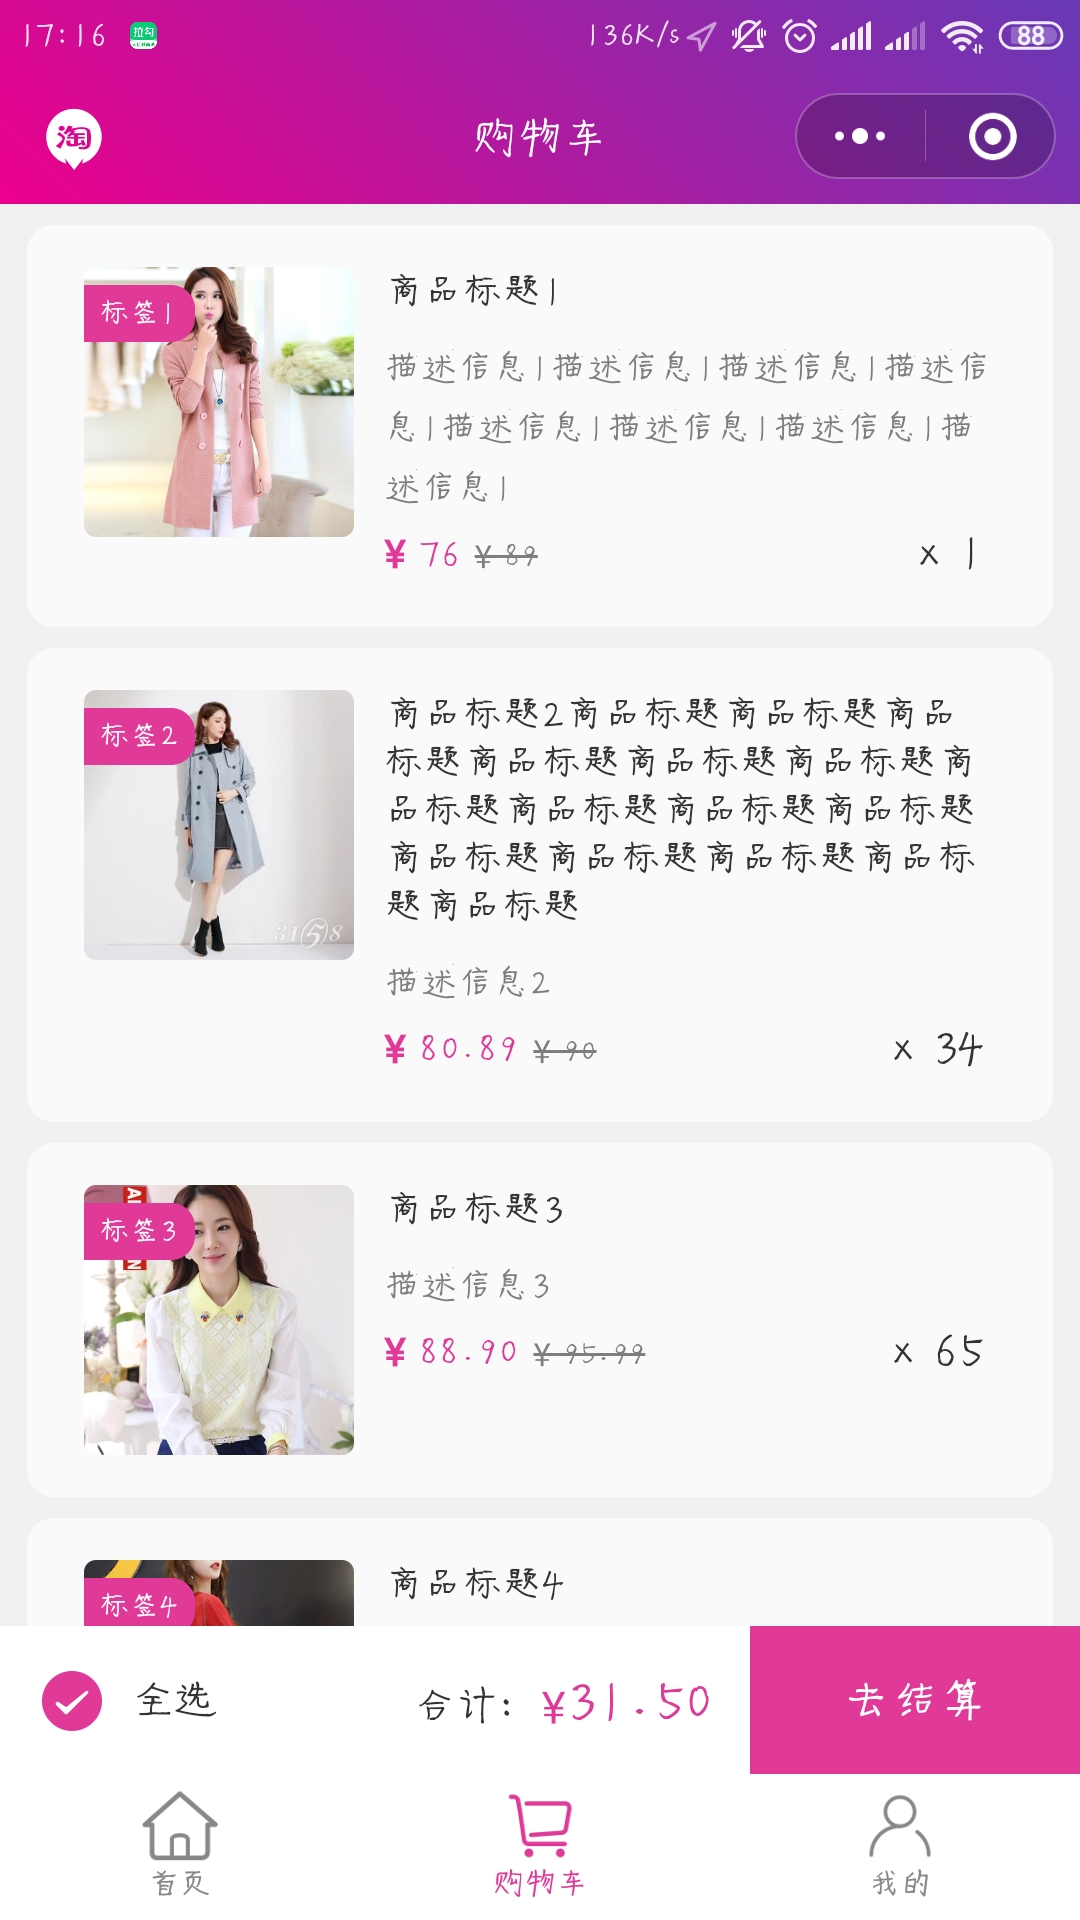 17:16
拉勾
136K/s
88
淘
购物车
标签1
商品标题1
描述信息1描述信息1描述信息1描述信
息1描述信息1描述信息1描述信息1描
述信息1
¥ 76 ¥ 89
x 1
标签2
商品标题2商品标题商品标题商品
标题商品标题商品标题商品标题商
品标题商品标题商品标题商品标题
商品标题商品标题商品标题商品标
题商品标题
3158
描述信息2
¥ 80.89 ¥ 90
x 34
标签3
商品标题3
描述信息3
¥ 88.90 ¥ 95.99
x 65
标签4
商品标题4
全选
合计: ¥31.50
去结算
首页
购物车
我的